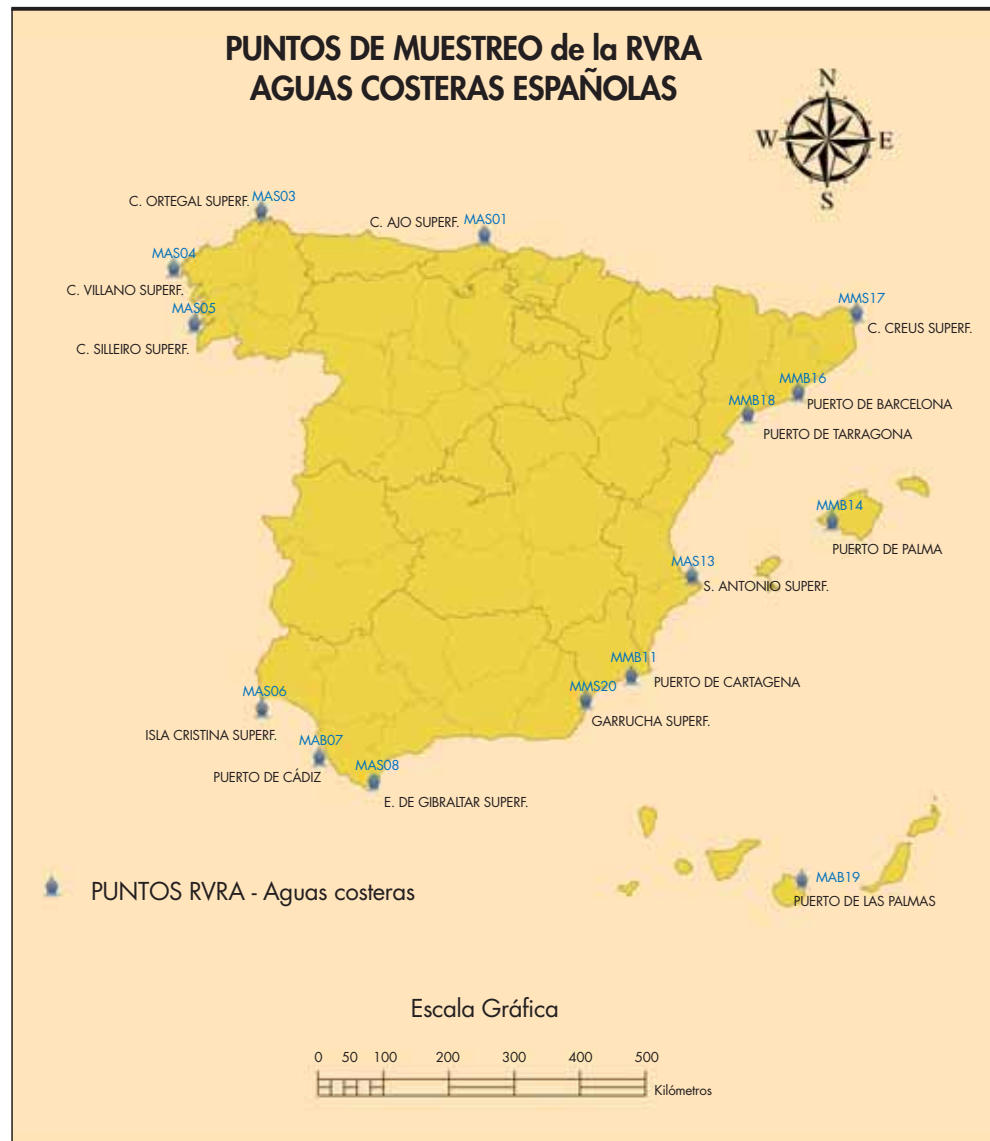 PUNTOS DE MUESTREO de la RVRA
AGUAS COSTERAS ESPAÑOLAS
N
W
E
S
C. ORTEGAL SUPERF.
MAS03
C. AJO SUPERF.
MAS01
MAS04
C. VILLANO SUPERF.
MAS05
C. SILLEIRO SUPERF.
MMS17
C. CREUS SUPERF.
MMB16
PUERTO DE BARCELONA
MMB18
PUERTO DE TARRAGONA
MMB14
PUERTO DE PALMA
MAS13
S. ANTONIO SUPERF.
MMB11
PUERTO DE CARTAGENA
MMS20
GARRUCHA SUPERF.
MAS06
ISLA CRISTINA SUPERF.
MAB07
PUERTO DE CÁDIZ
MAS08
E. DE GIBRALTAR SUPERF.
MAB19
PUERTO DE LAS PALMAS
PUNTOS RVRA - Aguas costeras
Escala Gráfica
0 50 100 200 300 400 500
Kilómetros